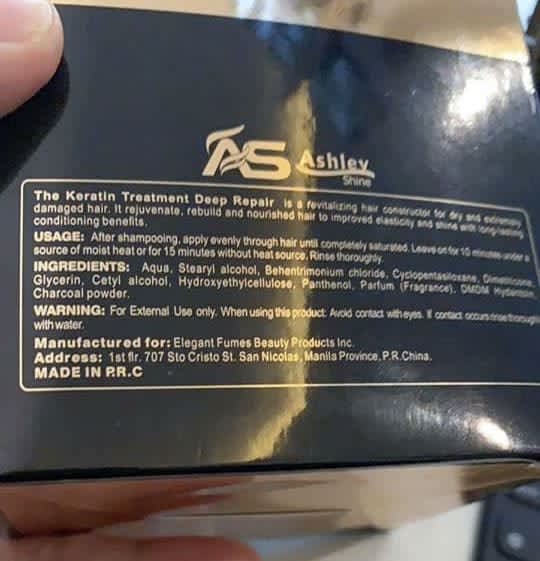 AS Ashley
Shine
The Keratin Treatment Deep Repair is a revitalizing hair constructor for dry and extremely
damaged hair. It rejuvenate, rebuild and nourished hair to improved elasticity and shine with long-lasting
conditioning benefits.
USAGE: After shampooing, apply evenly through hair until completely saturated. Leave on for 10 minutes under a
source of moist heat or for 15 minutes without heat source. Rinse thoroughly.
INGREDIENTS: Aqua, Stearyl alcohol, Behentrimonium chloride, Cyclopentasiloxane, Dimethicone,
Glycerin, Cetyl alcohol, Hydroxyethylcellulose, Panthenol, Parfum (Fragrance), DMDM Hydantoin,
Charcoal powder.
WARNING: For External Use only. When using this product: Avoid contact with eyes. If contact occurs rinse thoroughly
with water.
Manufactured for: Elegant Fumes Beauty Products Inc.
Address: 1st flr. 707 Sto Cristo St. San Nicolas, Manila Province, P.R.China.
MADE IN P.R.C